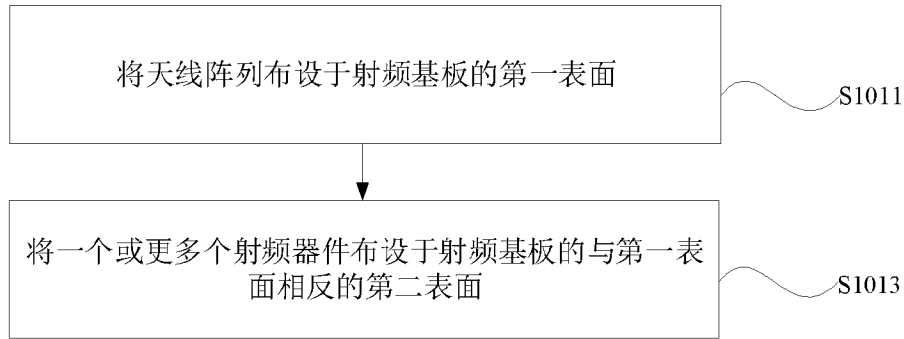 将天线阵列布设于射频基板的第一表面
S1011
将一个或更多个射频器件布设于射频基板的与第一表
面相反的第二表面
S1013